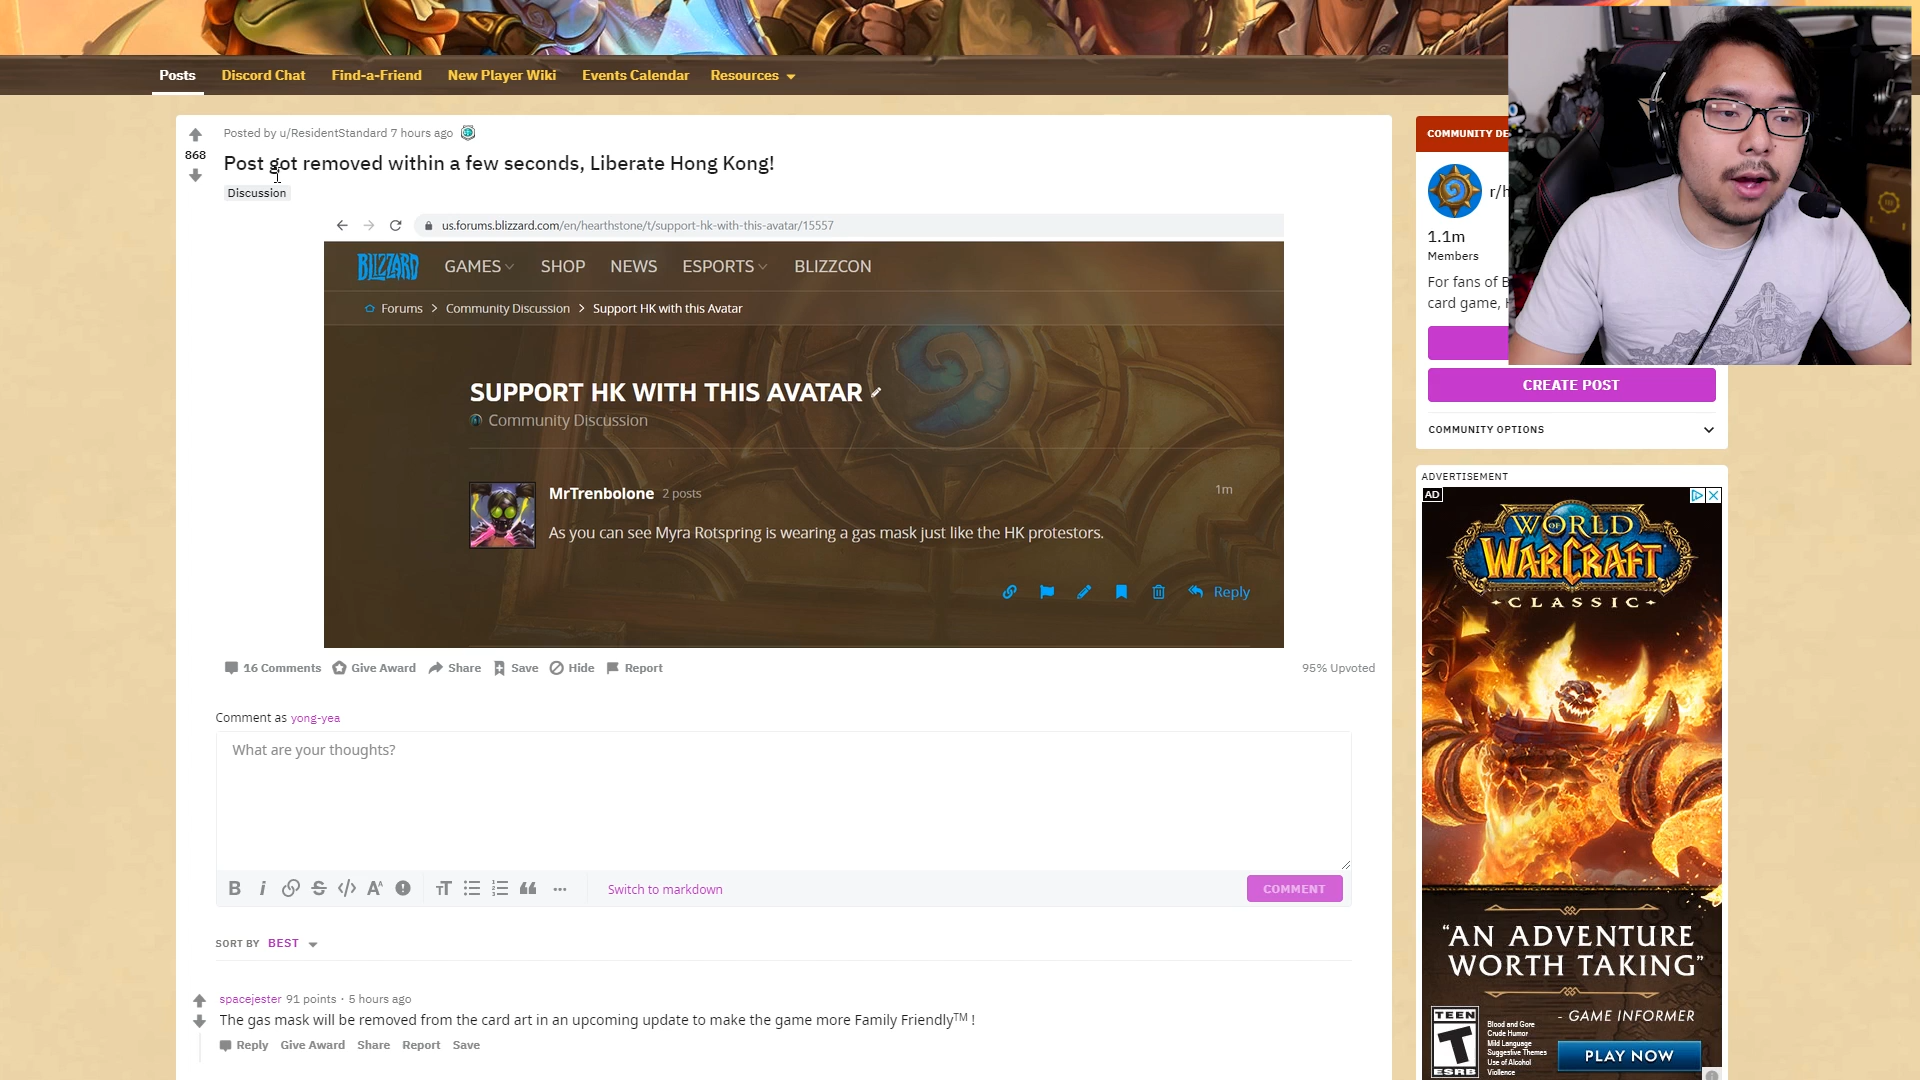 Posts Discord Chat Find-a-Friend New Player Wiki Events Calendar Resources
Posted by u/ResidentStandard 7 hours ago
868
Post got removed within a few seconds, Liberate Hong Kong!
Discussion
us.forums.blizzard.com/en/hearthstone/t/support-hk-with-this-avatar/15557
BLIZZARD GAMES SHOP NEWS ESPORTS BLIZZCON
Forums > Community Discussion > Support HK with this Avatar
SUPPORT HK WITH THIS AVATAR
Community Discussion
MrTrenbolone 2 posts 1m
As you can see Myra Rotspring is wearing a gas mask just like the HK protestors.
Reply
16 Comments Give Award Share Save Hide Report 95% Upvoted
Comment as yong-yea
What are your thoughts?
B i S </> A TT ... Switch to markdown COMMENT
SORT BY BEST
spacejester 91 points · 5 hours ago
The gas mask will be removed from the card art in an upcoming update to make the game more Family Friendly™ !
Reply Give Award Share Report Save
COMMUNITY DE
r/h
1.1m
Members
For fans of B
card game, H
CREATE POST
COMMUNITY OPTIONS
ADVERTISEMENT
AD
WORLD OF
WARCRAFT
CLASSIC
"AN ADVENTURE
WORTH TAKING"
- GAME INFORMER
TEEN
T
ESRB
Blood and Gore
Crude Humor
Mild Language
Suggestive Themes
Use of Alcohol
Violence
PLAY NOW